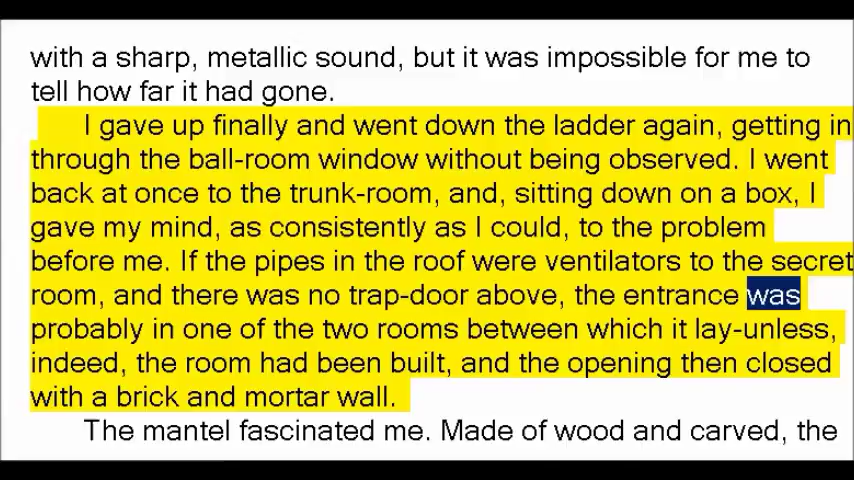 with a sharp, metallic sound, but it was impossible for me to
tell how far it had gone.
I gave up finally and went down the ladder again, getting in
through the ball-room window without being observed. I went
back at once to the trunk-room, and, sitting down on a box, I
gave my mind, as consistently as I could, to the problem
before me. If the pipes in the roof were ventilators to the secret
room, and there was no trap-door above, the entrance was
probably in one of the two rooms between which it lay-unless,
indeed, the room had been built, and the opening then closed
with a brick and mortar wall.
The mantel fascinated me. Made of wood and carved, the